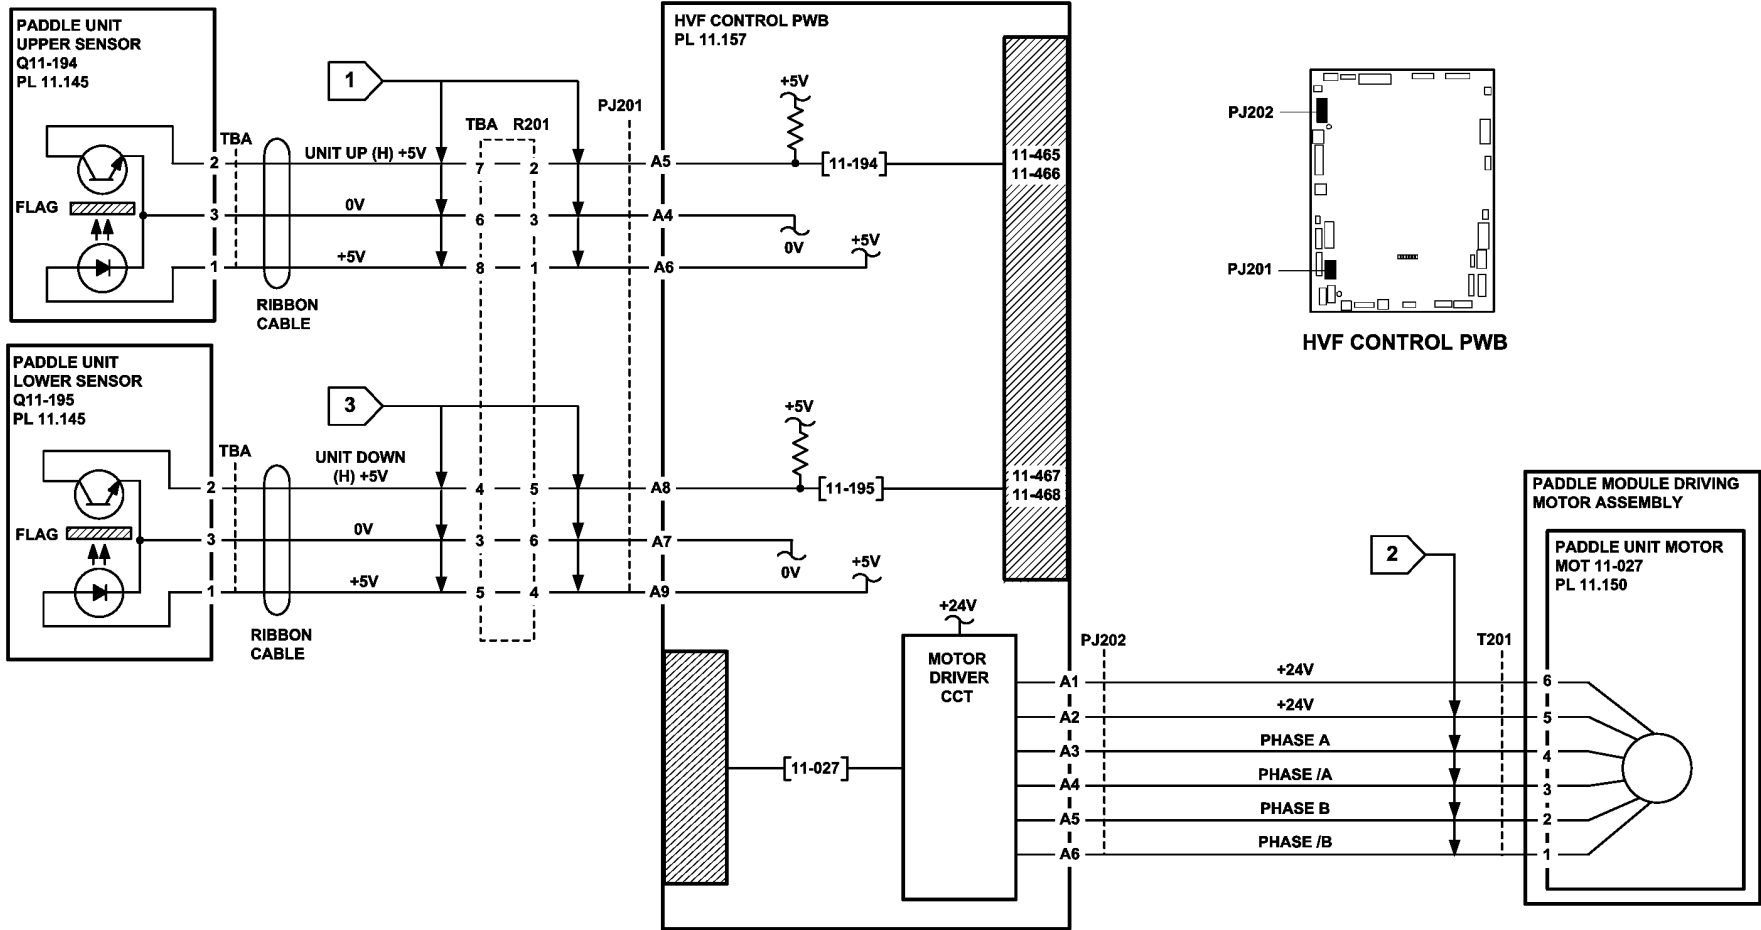 PADDLE UNIT
UPPER SENSOR
Q11-194
PL 11.145
FLAG
2
3
1
TBA
RIBBON
CABLE
1
UNIT UP (H) +5V
0V
+5V
TBA
R201
7
2
6
3
8
1
PJ201
A5
A4
A6
HVF CONTROL PWB
PL 11.157
+5V
[11-194]
0V
+5V
11-465
11-466
PJ202
PJ201
HVF CONTROL PWB
PADDLE UNIT
LOWER SENSOR
Q11-195
PL 11.145
FLAG
2
3
1
TBA
RIBBON
CABLE
3
UNIT DOWN
(H) +5V
0V
+5V
4
5
3
6
5
4
A8
A7
A9
+5V
[11-195]
0V
+5V
11-467
11-468
+24V
MOTOR
DRIVER
CCT
[11-027]
A1
A2
A3
A4
A5
A6
PJ202
+24V
+24V
PHASE A
PHASE /A
PHASE B
PHASE /B
2
T201
6
5
4
3
2
1
PADDLE MODULE DRIVING
MOTOR ASSEMBLY
PADDLE UNIT MOTOR
MOT 11-027
PL 11.150